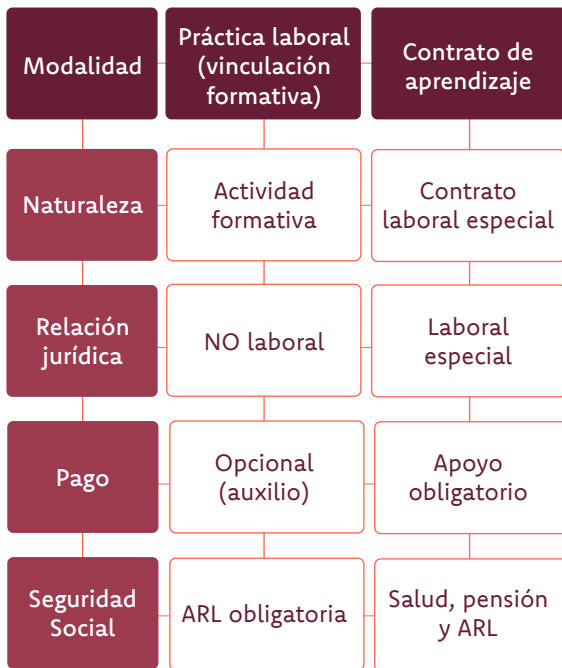 Modalidad
Práctica laboral
(vinculación
formativa)
Contrato de
aprendizaje
Naturaleza
Actividad
formativa
Contrato
laboral especial
Relación
jurídica
NO laboral
Laboral
especial
Pago
Opcional
(auxilio)
Apoyo
obligatorio
Seguridad
Social
ARL obligatoria
Salud, pensión
y ARL